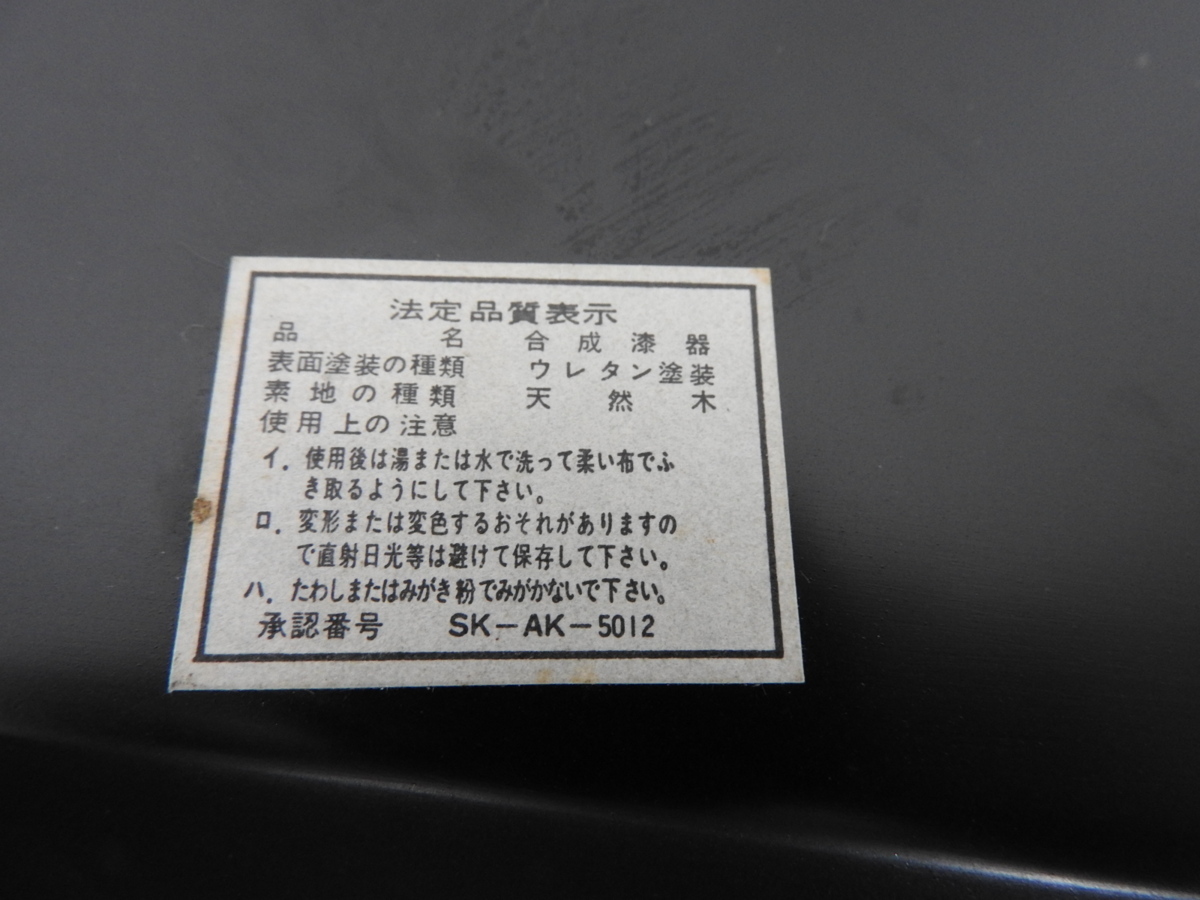 法定品質表示
品名 合成漆器
表面塗装の種類 ウレタン塗装
素地の種類 天然木
使用上の注意
イ. 使用後は湯または水で洗って柔い布でふ
き取るようにして下さい。
ロ. 変形または変色するおそれがありますの
で直射日光等は避けて保存して下さい。
ハ. たわしまたはみがき粉でみがかないで下さい。
承認番号 SK-AK-5012